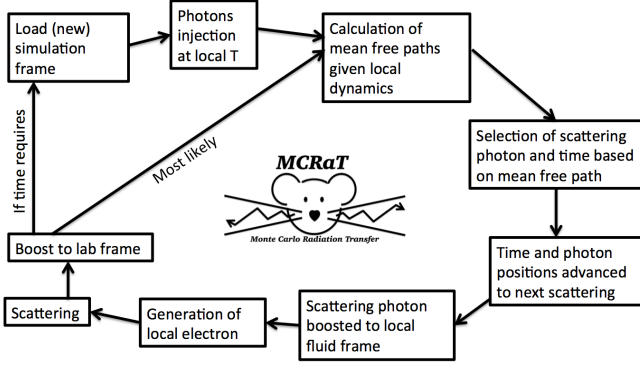 Load (new)
simulation
frame
Photons
injection
at local T
Calculation of
mean free paths
given local
dynamics
Selection of scattering
photon and time based
on mean free path
Time and photon
positions advanced
to next scattering
Scattering photon
boosted to local
fluid frame
Generation of
local electron
Scattering
Boost to lab frame
If time requires
Most likely
MCRaT
Monte Carlo Radiation Transfer